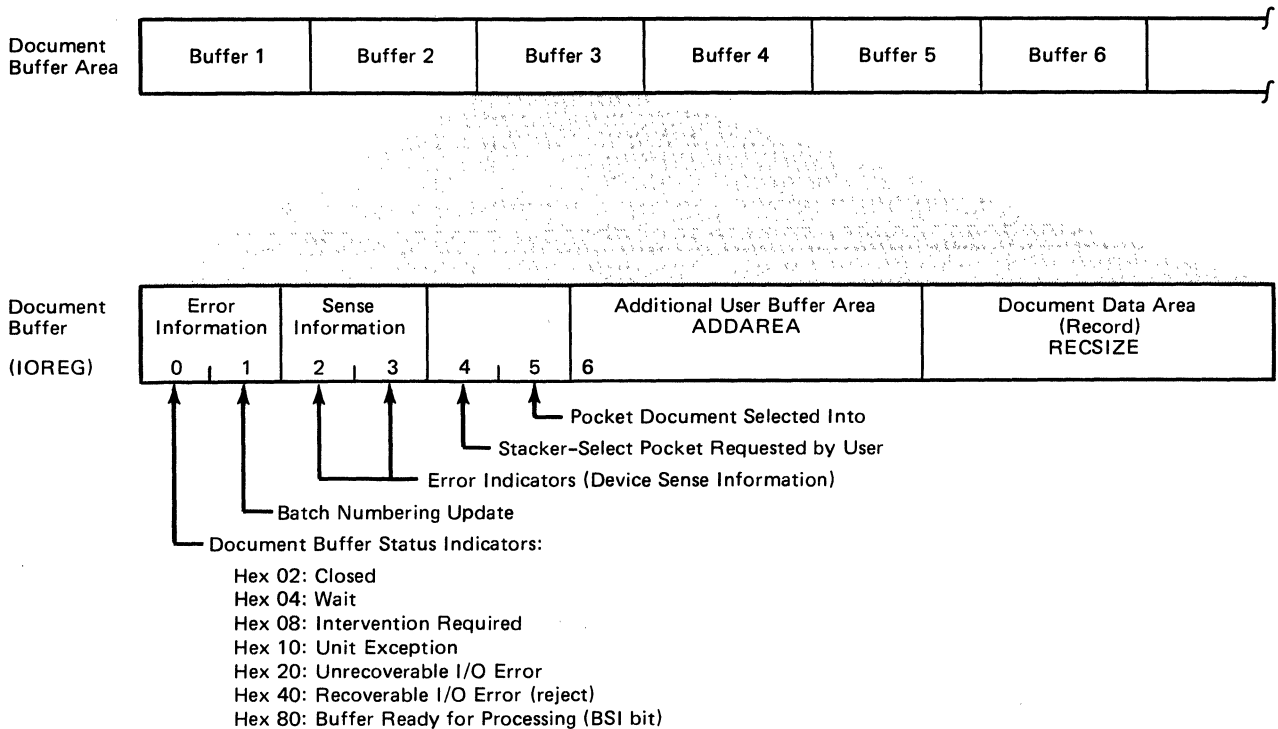 Document
Buffer Area
Buffer 1 Buffer 2 Buffer 3 Buffer 4 Buffer 5 Buffer 6
Document
Buffer
(IOREG)
Error
Information
Sense
Information
Additional User Buffer Area
ADDAREA
Document Data Area
(Record)
RECSIZE
0 1 2 3 4 5 6
Pocket Document Selected Into
Stacker-Select Pocket Requested by User
Error Indicators (Device Sense Information)
Batch Numbering Update
Document Buffer Status Indicators:
Hex 02: Closed
Hex 04: Wait
Hex 08: Intervention Required
Hex 10: Unit Exception
Hex 20: Unrecoverable I/O Error
Hex 40: Recoverable I/O Error (reject)
Hex 80: Buffer Ready for Processing (BSI bit)